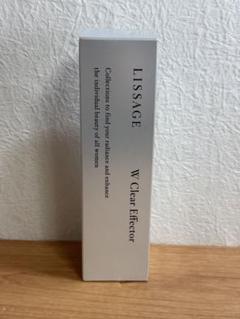 LISSAGE
W Clear Effector
Collections to find your radiance and enhance
the individual beauty of all women